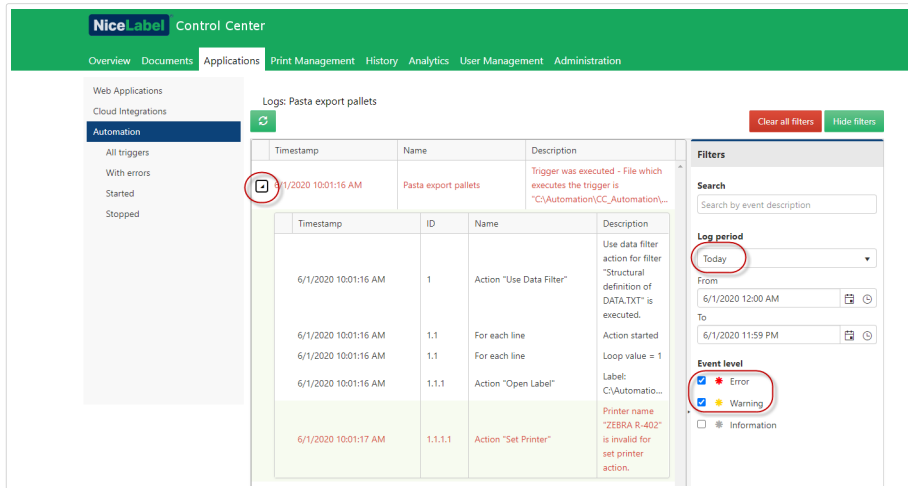 NiceLabel Control Center
Overview Documents Applications Print Management History Analytics User Management Administration
Web Applications
Cloud Integrations
Automation
All triggers
With errors
Started
Stopped
Logs: Pasta export pallets
Clear all filters Hide filters
Timestamp Name Description
6/1/2020 10:01:16 AM Pasta export pallets Trigger was executed - File which
executes the trigger is
"C:\Automation\CC_Automation\,...
Timestamp ID Name Description
6/1/2020 10:01:16 AM 1 Action "Use Data Filter" Use data filter
action for filter
"Structural
definition of
DATA.TXT" is
executed.
6/1/2020 10:01:16 AM 1.1 For each line Action started
6/1/2020 10:01:16 AM 1.1 For each line Loop value = 1
6/1/2020 10:01:16 AM 1.1.1 Action "Open Label" Label:
C:\Automatio...
6/1/2020 10:01:17 AM 1.1.1.1 Action "Set Printer" Printer name
"ZEBRA R-402"
is invalid for
set printer
action.
Filters
Search
Search by event description
Log period
Today
From
6/1/2020 12:00 AM
To
6/1/2020 11:59 PM
Event level
Error
Warning
Information